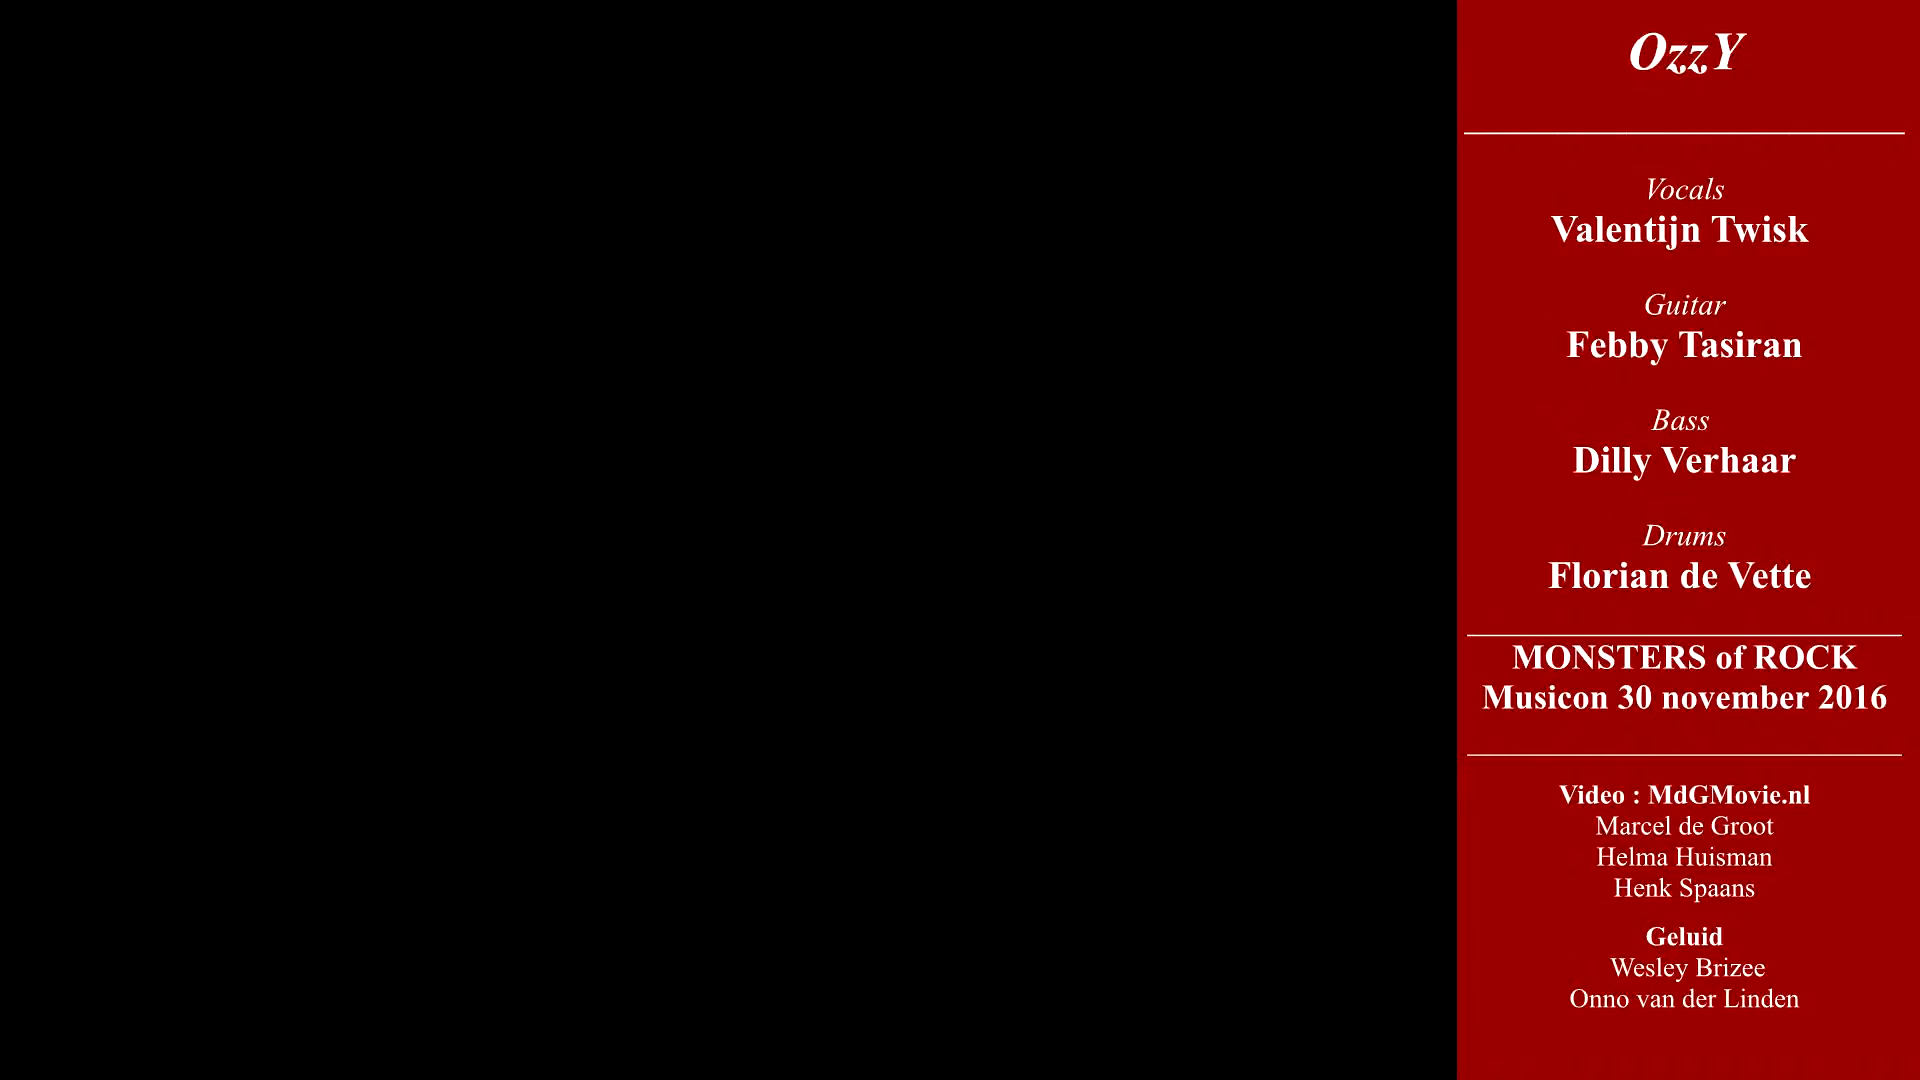 OzzY
Vocals
Valentijn Twisk
Guitar
Febby Tasiran
Bass
Dilly Verhaar
Drums
Florian de Vette
MONSTERS of ROCK
Musicon 30 november 2016
Video : MdGMovie.nl
Marcel de Groot
Helma Huisman
Henk Spaans
Geluid
Wesley Brizee
Onno van der Linden